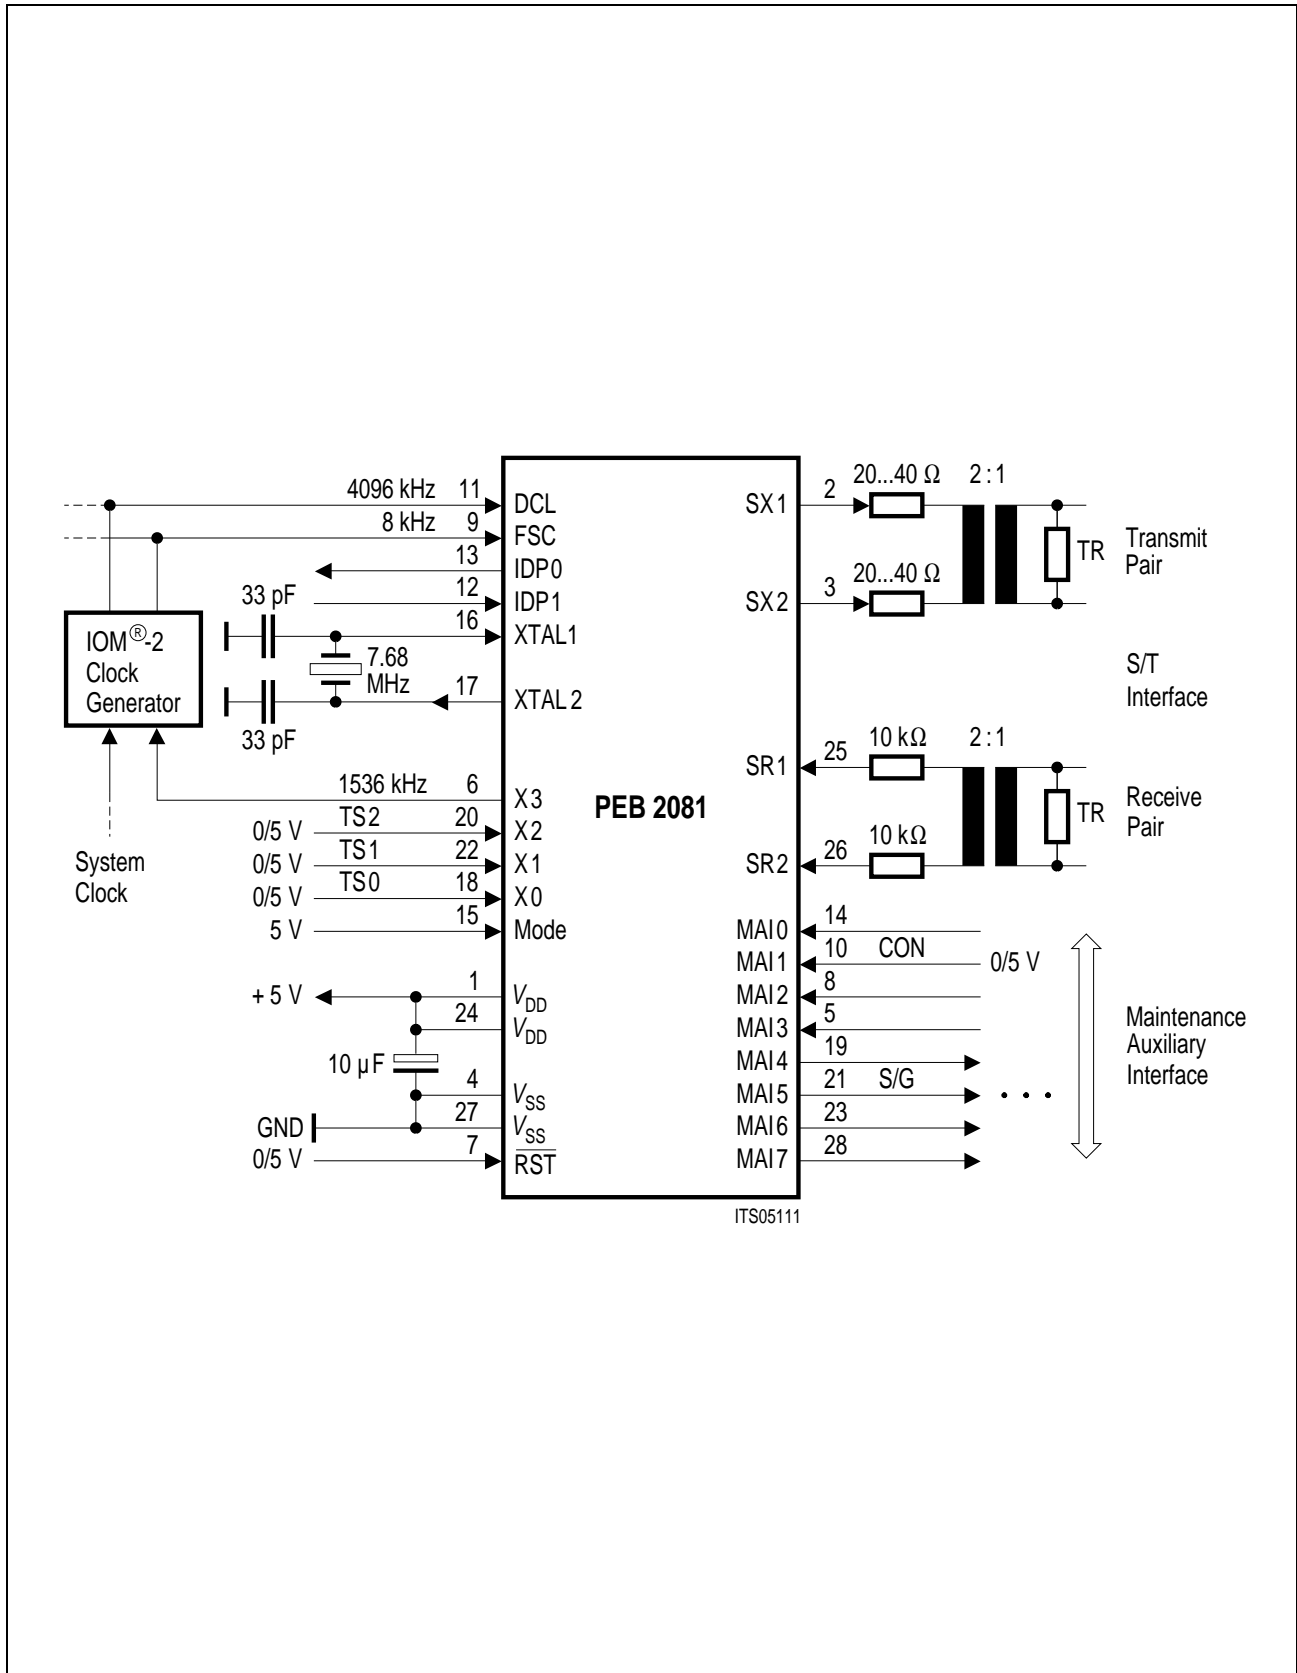 4096 kHz 11 DCL
8 kHz 9 FSC
13 IDP0
33 pF 12 IDP1
16 XTAL1
IOM®-2
Clock
Generator
7.68
MHz
17 XTAL2
33 pF
1536 kHz 6 X3
0/5 V TS2 20 X2
0/5 V TS1 22 X1
0/5 V TS0 18 X0
5 V 15 Mode
System
Clock
+ 5 V 1 VDD
24 VDD
10 µF
4 VSS
GND 27 VSS
0/5 V 7 RST
PEB 2081
SX1 2 20...40 Ω 2 : 1
SX2 3 20...40 Ω
TR
Transmit
Pair
S/T
Interface
SR1 25 10 kΩ 2 : 1
SR2 26 10 kΩ
TR
Receive
Pair
MAI0 14
MAI1 10 CON 0/5 V
MAI2 8
MAI3 5
MAI4 19
MAI5 21 S/G . . .
MAI6 23
MAI7 28
Maintenance
Auxiliary
Interface
ITS05111